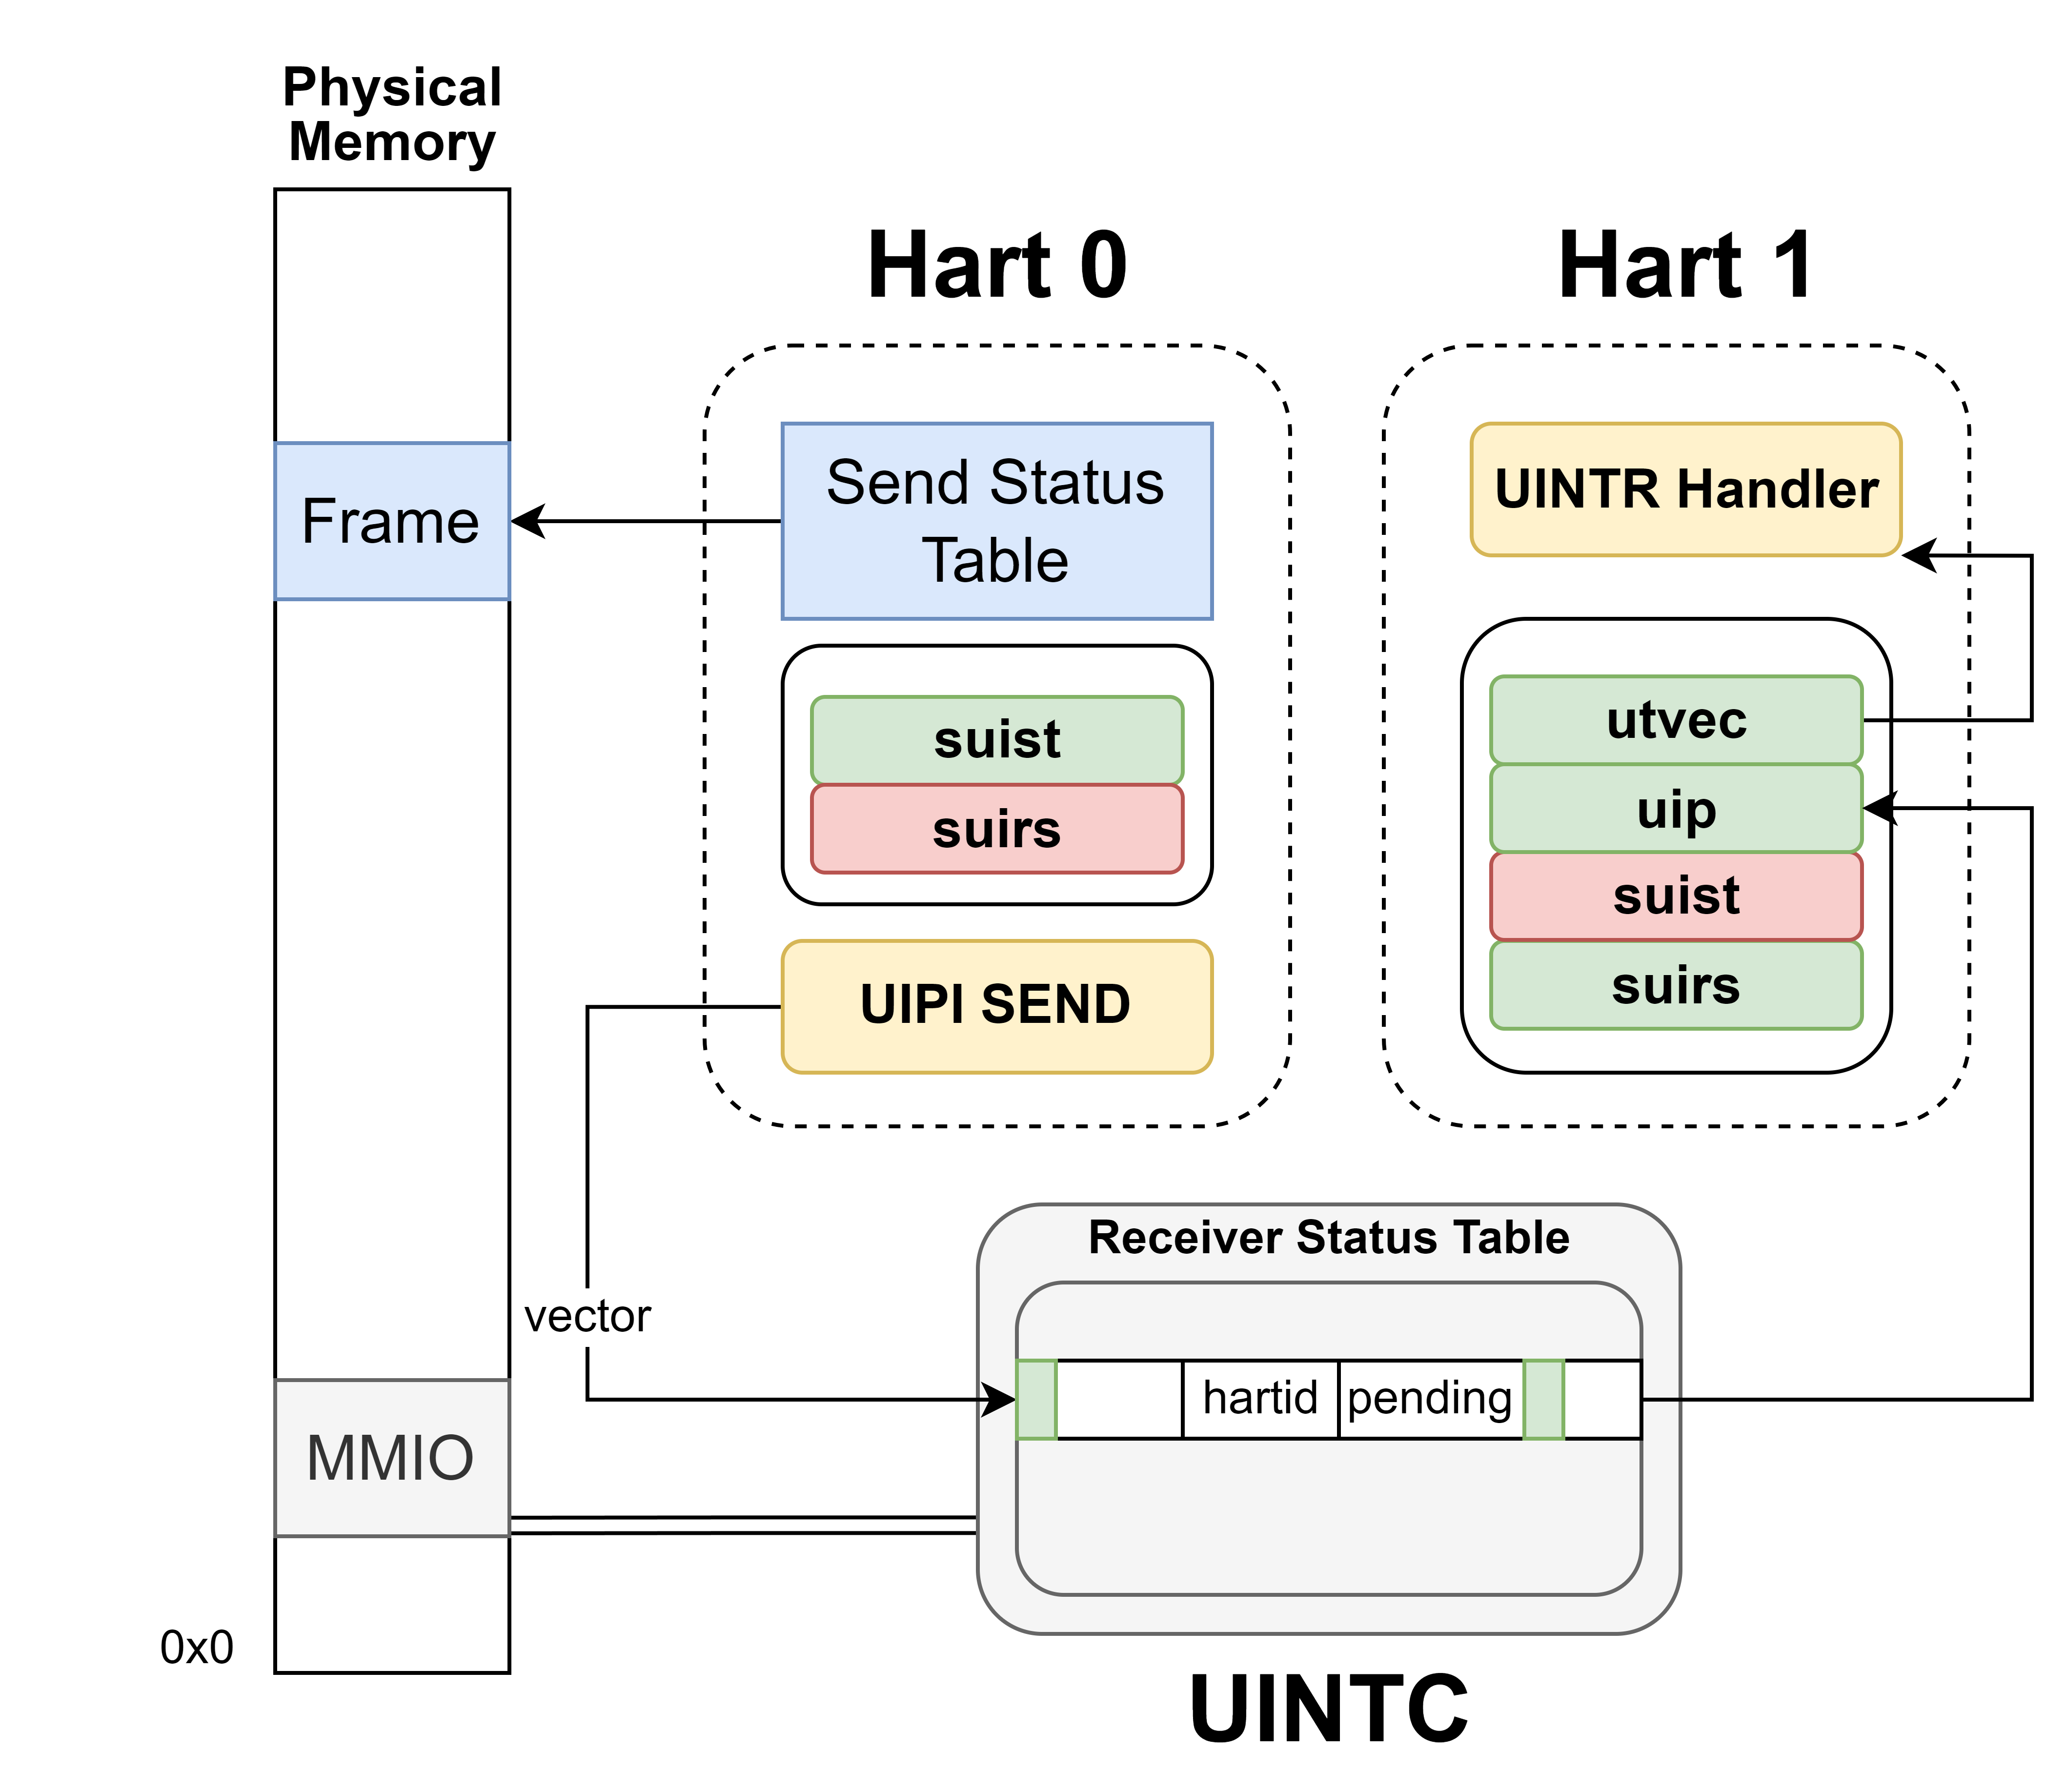 Physical
Memory
Frame
MMIO
0x0
Hart 0
Send Status
Table
suist
suirs
UIPI SEND
vector
Hart 1
UINTR Handler
utvec
uip
suist
suirs
Receiver Status Table
hartid
pending
UINTC